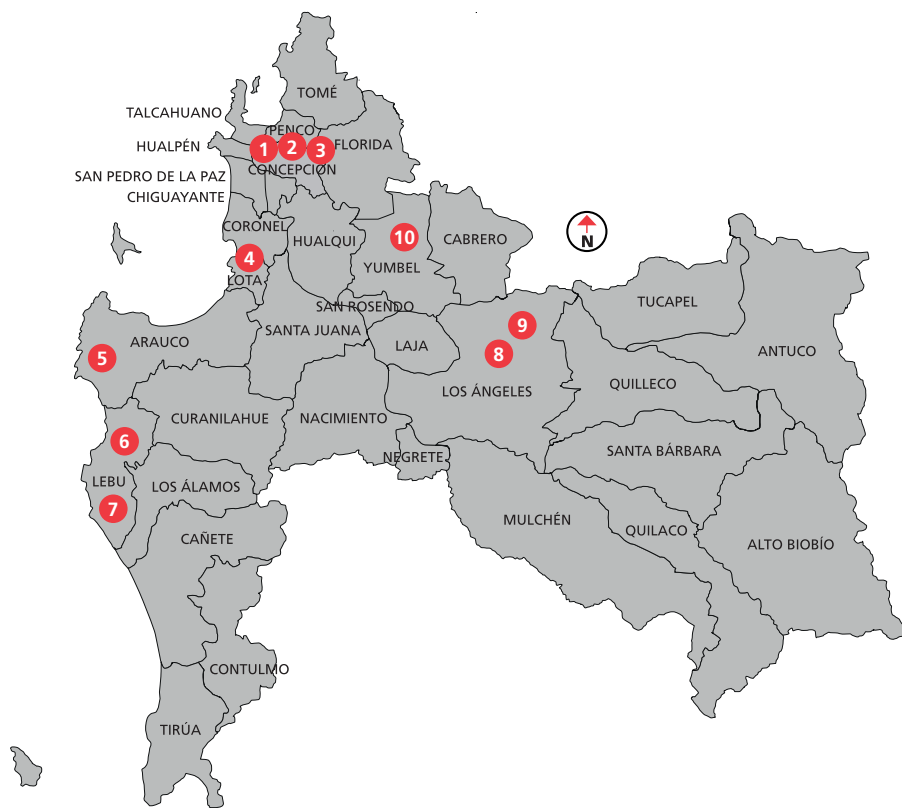 TOMÉ
TALCAHUANO
PENCO
HUALPÉN
1
2
3
FLORIDA
CONCEPCIÓN
SAN PEDRO DE LA PAZ
CHIGUAYANTE
CORONEL
HUALQUI
10
CABRERO
N
4
YUMBEL
LOTA
SAN ROSENDO
TUCAPEL
SANTA JUANA
9
ARAUCO
LAJA
8
ANTUCO
5
QUILLECO
LOS ÁNGELES
CURANILAHUE
NACIMIENTO
6
SANTA BÁRBARA
NEGRETE
LEBU
LOS ÁLAMOS
7
MULCHÉN
QUILACO
CAÑETE
ALTO BIOBÍO
CONTULMO
TIRÚA